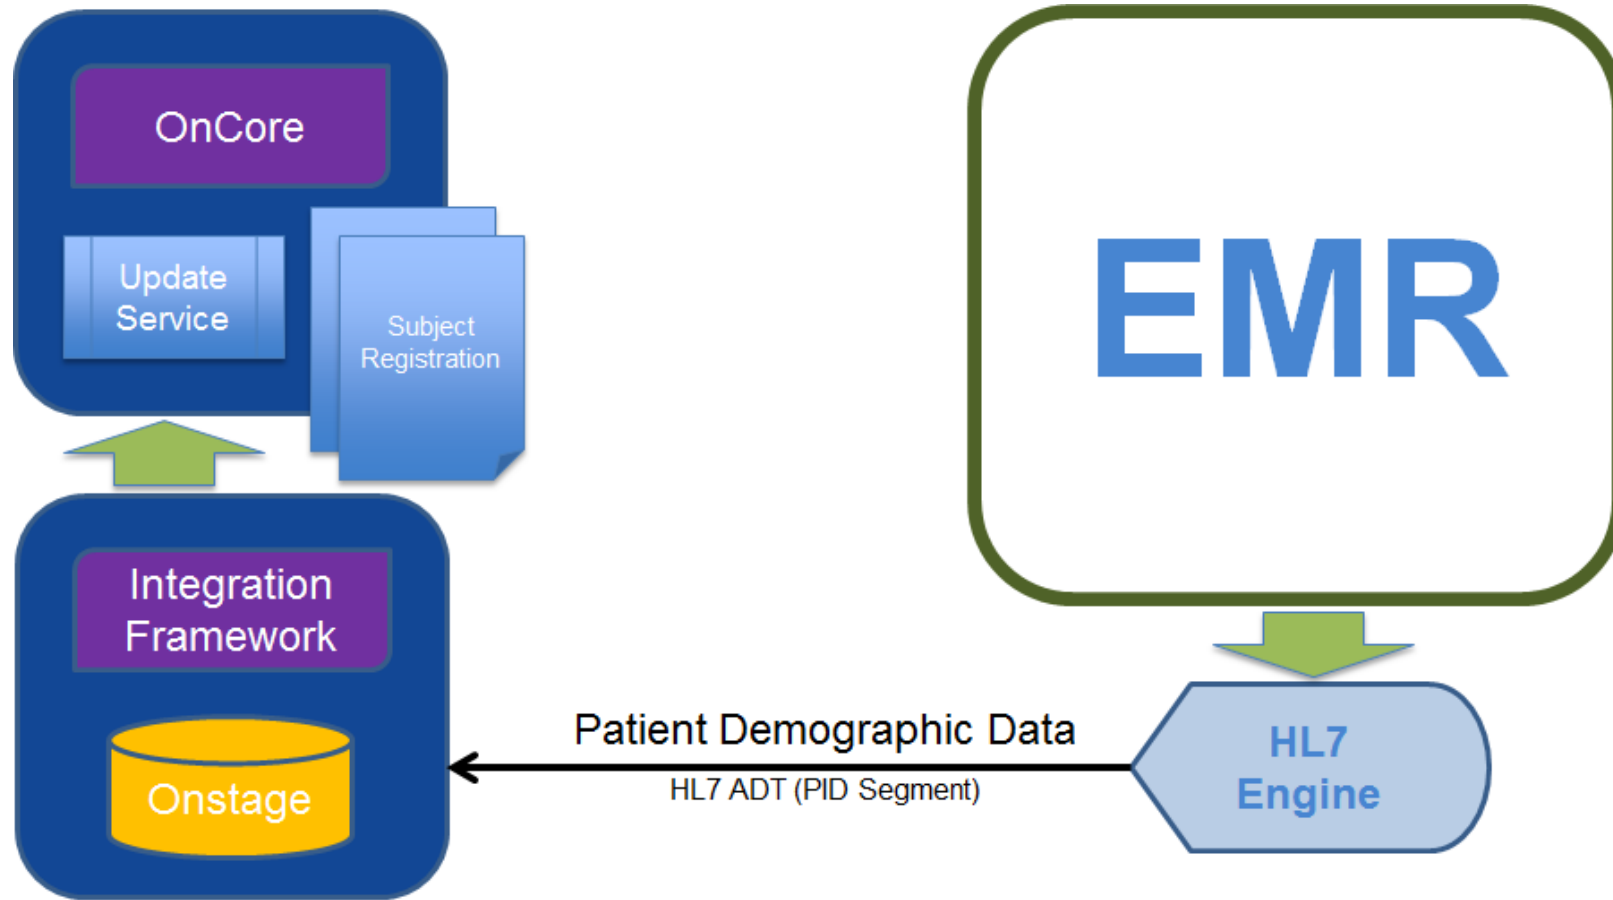 OnCore
Update
Service
Subject
Registration
EMR
Integration
Framework
Onstage
Patient Demographic Data
HL7 ADT (PID Segment)
HL7
Engine